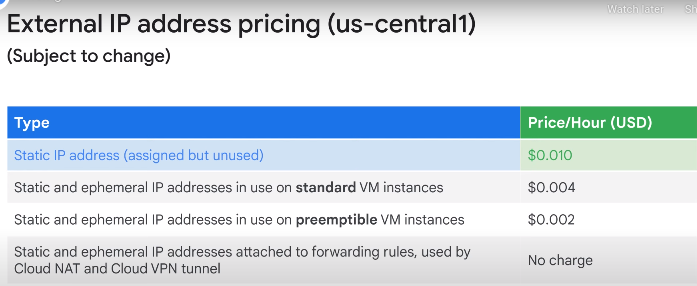 Watch later
Sh
External IP address pricing (us-central1)
(Subject to change)
Type
Price/Hour (USD)
Static IP address (assigned but unused)
$0.010
Static and ephemeral IP addresses in use on standard VM instances
$0.004
Static and ephemeral IP addresses in use on preemptible VM instances
$0.002
Static and ephemeral IP addresses attached to forwarding rules, used by
Cloud NAT and Cloud VPN tunnel
No charge